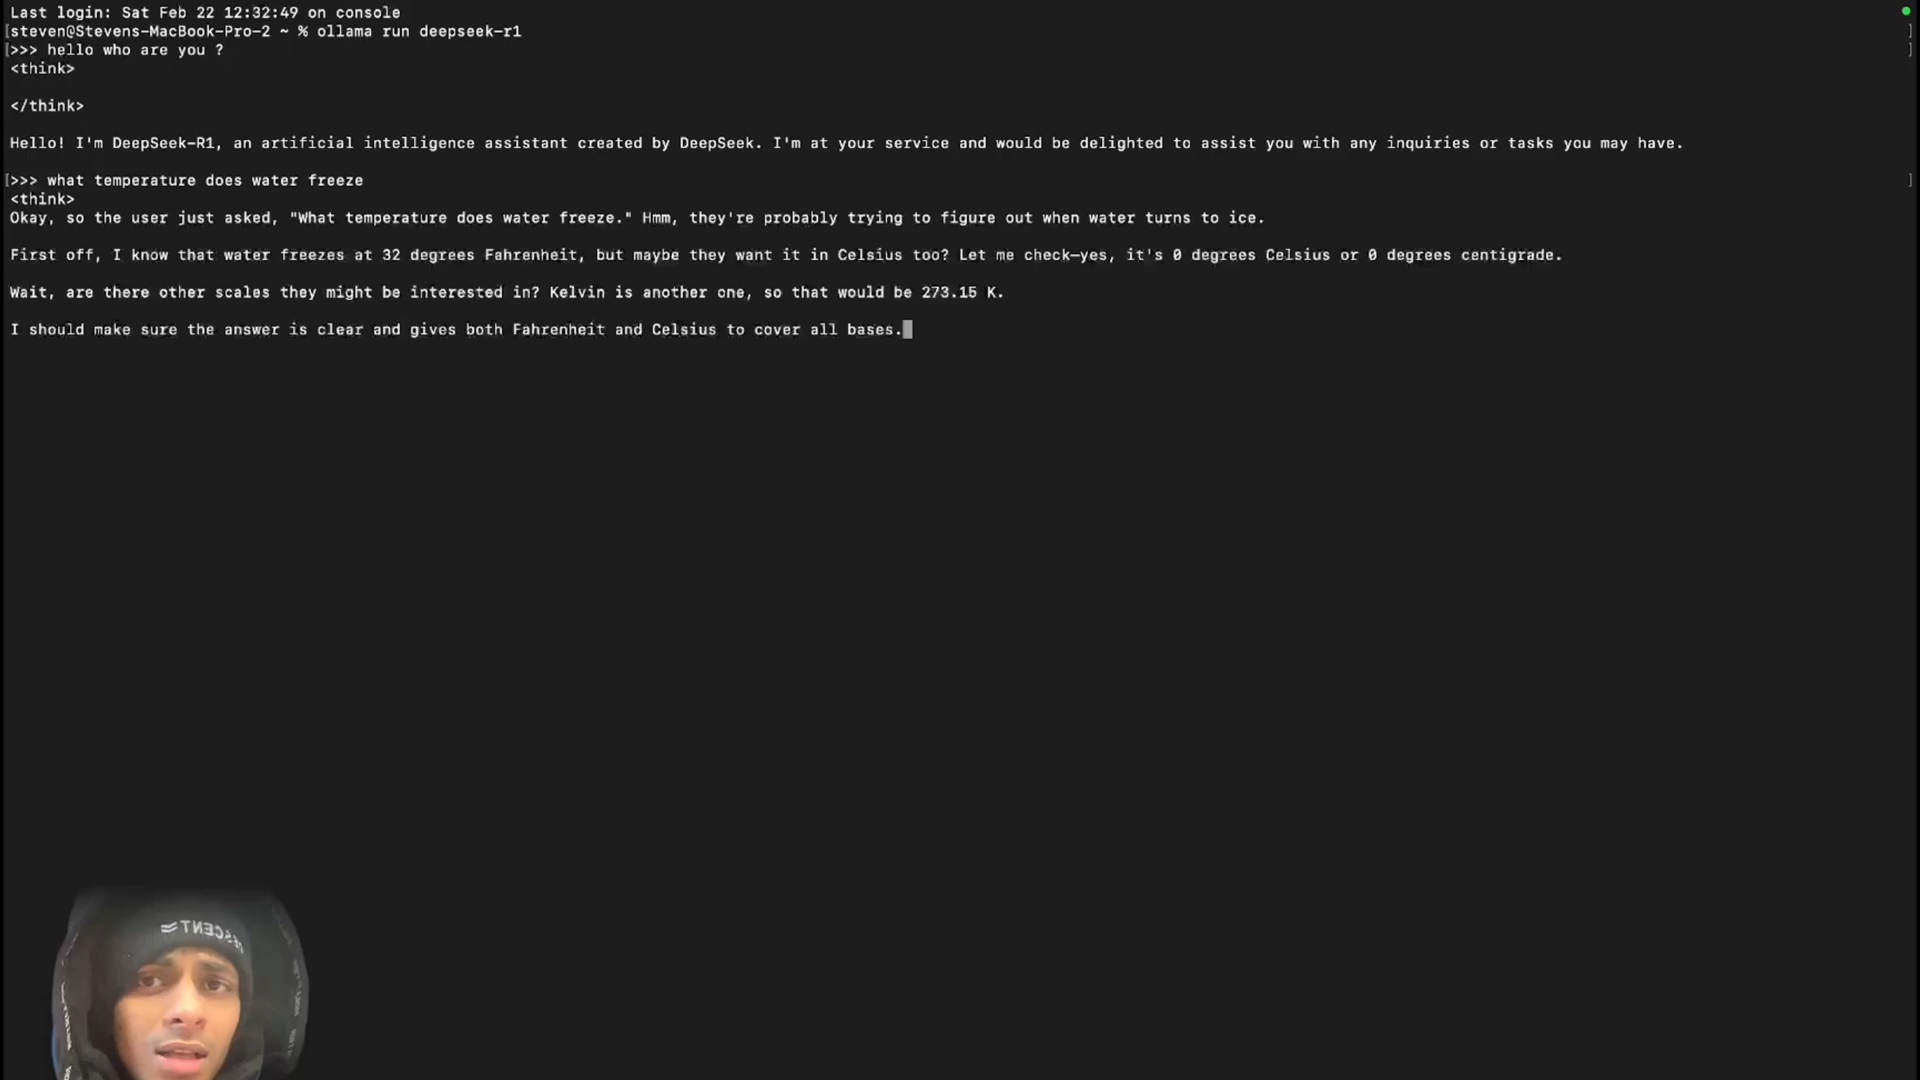 Last login: Sat Feb 22 12:32:49 on console
[steven@Stevens-MacBook-Pro-2 ~ % ollama run deepseek-r1 ]
[>>> hello who are you ? ]
<think>
</think>
Hello! I'm DeepSeek-R1, an artificial intelligence assistant created by DeepSeek. I'm at your service and would be delighted to assist you with any inquiries or tasks you may have.
[>>> what temperature does water freeze ]
<think>
Okay, so the user just asked, "What temperature does water freeze." Hmm, they're probably trying to figure out when water turns to ice.
First off, I know that water freezes at 32 degrees Fahrenheit, but maybe they want it in Celsius too? Let me check—yes, it's 0 degrees Celsius or 0 degrees centigrade.
Wait, are there other scales they might be interested in? Kelvin is another one, so that would be 273.15 K.
I should make sure the answer is clear and gives both Fahrenheit and Celsius to cover all bases.